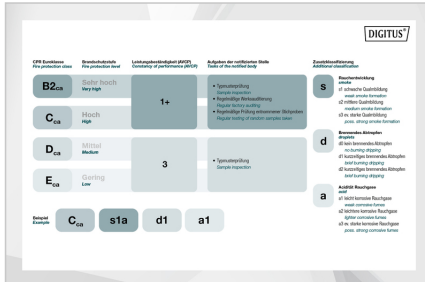 DIGITUS®
CPR Euroklasse
Fire protection class
Brandschutzstufe
Fire protection level
Leistungsbeständigkeit (AVCP)
Constancy of performance (AVCP)
Aufgaben der notifizierten Stelle
Tasks of the notified body
Zusatzklassifizierung
Additional classification
B2ca
Sehr hoch
Very high
1+
• Typmusterprüfung
Sample inspection
• Regelmäßige Werksauditierung
Regular factory auditing
• Regelmäßige Prüfung entnommener Stichproben
Regular testing of random samples taken
Cca
Hoch
High
Dca
Mittel
Medium
3
• Typmusterprüfung
Sample inspection
Eca
Gering
Low
s
Rauchentwicklung
smoke
s1 schwache Qualmbildung
weak smoke formation
s2 mittlere Qualmbildung
medium smoke formation
s3 ev. starke Qualmbildung
poss. strong smoke formation
d
Brennendes Abtropfen
droplets
d0 kein brennendes Abtropfen
no burning dripping
d1 kurzzeitiges brennendes Abtropfen
brief burning dripping
d2 kurzzeitiges brennendes Abtropfen
brief burning dripping
a
Acidität Rauchgase
acid
a1 leicht korrosive Rauchgase
weak corrosive fumes
a2 leichtere korrosive Rauchgase
lighter corrosive fumes
a3 ev. starke korrosive Rauchgase
poss. strong corrosive fumes
Beispiel
Example
Cca
s1a
d1
a1